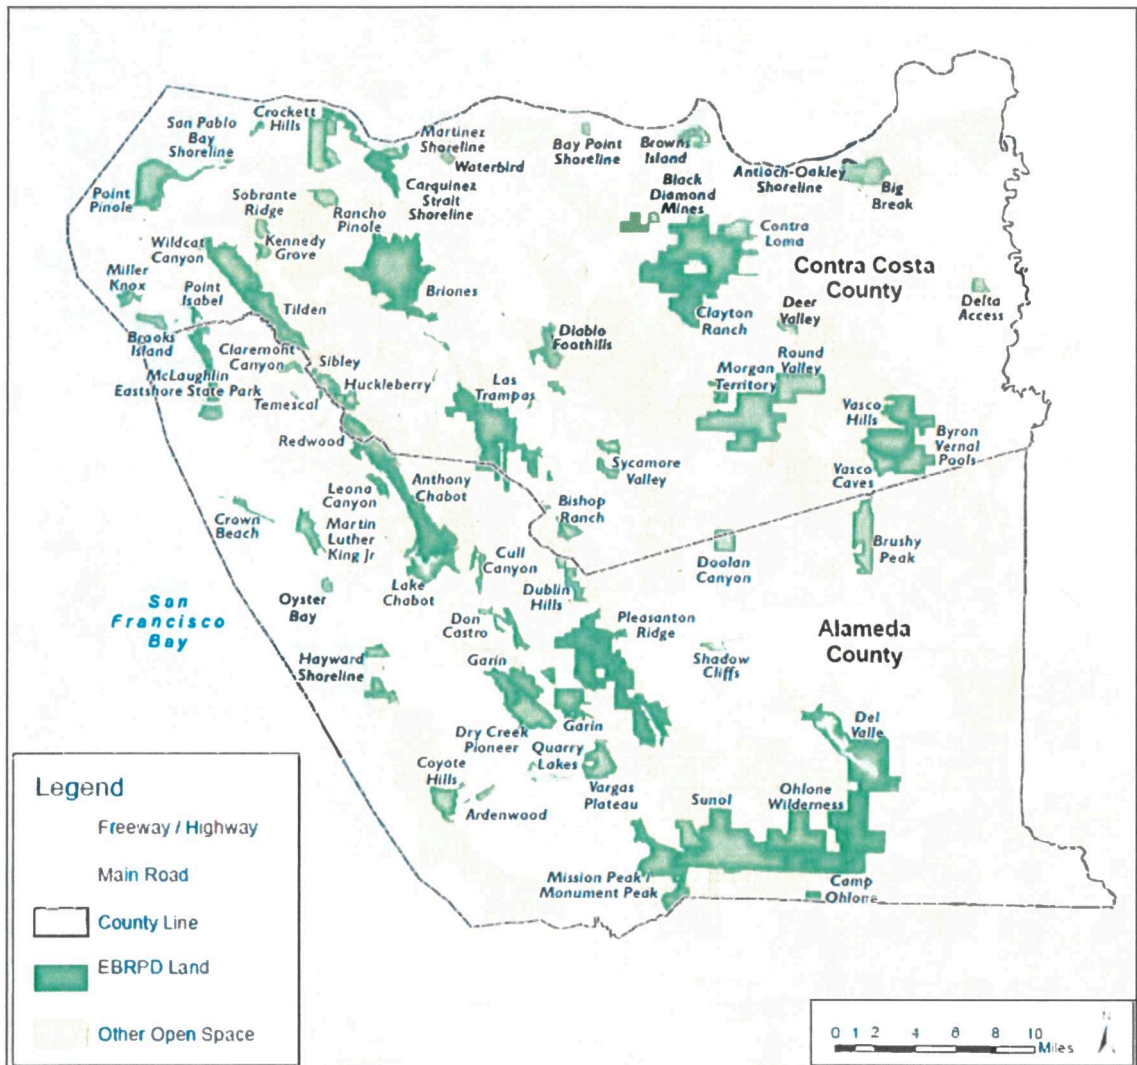 San Pablo
Bay
Shoreline
Crockett
Hills
Martinez
Shoreline
Waterbird
Bay Point
Shoreline
Browns
Island
Antioch-Oakley
Shoreline
Big
Break
Point
Pinole
Sobrante
Ridge
Rancho
Pinole
Carquinez
Strait
Shoreline
Black
Diamond
Mines
Contra
Loma
Wildcat
Canyon
Kennedy
Grove
Briones
Contra Costa
County
Miller
Knox
Point
Isabel
Tilden
Clayton
Ranch
Deer
Valley
Delta
Access
Brooks
Island
Claremont
Canyon
Sibley
Diablo
Foothills
Round
Valley
Morgan
Territory
McLaughlin
Eastshore State Park
Huckleberry
Las
Trampas
Temescal
Vasco
Hills
Byron
Vernal
Pools
Redwood
Vasco
Caves
Sycamore
Valley
Anthony
Chabot
Leona
Canyon
Bishop
Ranch
Crown
Beach
Martin
Luther
King Jr
Brushy
Peak
Cull
Canyon
Doolan
Canyon
Lake
Chabot
Dublin
Hills
San
Francisco
Bay
Oyster
Bay
Don
Castro
Pleasanton
Ridge
Alameda
County
Shadow
Cliffs
Hayward
Shoreline
Garin
Del
Valle
Garin
Dry Creek
Pioneer
Quarry
Lakes
Coyote
Hills
Ardenwood
Vargas
Plateau
Sunol
Ohlone
Wilderness
Mission Peak /
Monument Peak
Camp
Ohlone
Legend
Freeway / Highway
Main Road
County Line
EBRPD Land
Other Open Space
N
0 1 2 4 6 8 10
Miles